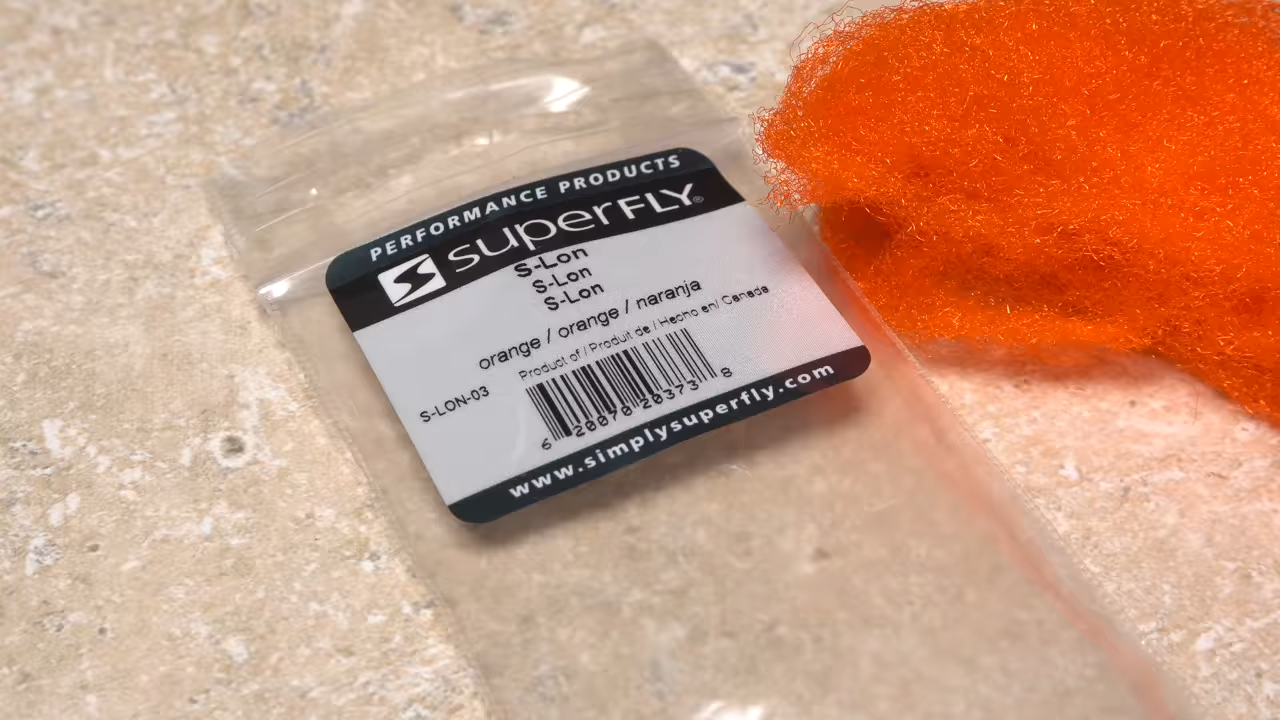 PERFORMANCE PRODUCTS
superFLY®
S-Lon
S-Lon
S-Lon
orange / orange / naranja
Product of / Produit de / Hecho en/ Canada
S-LON-03
6 20070 20373 8
www.simplysuperfly.com